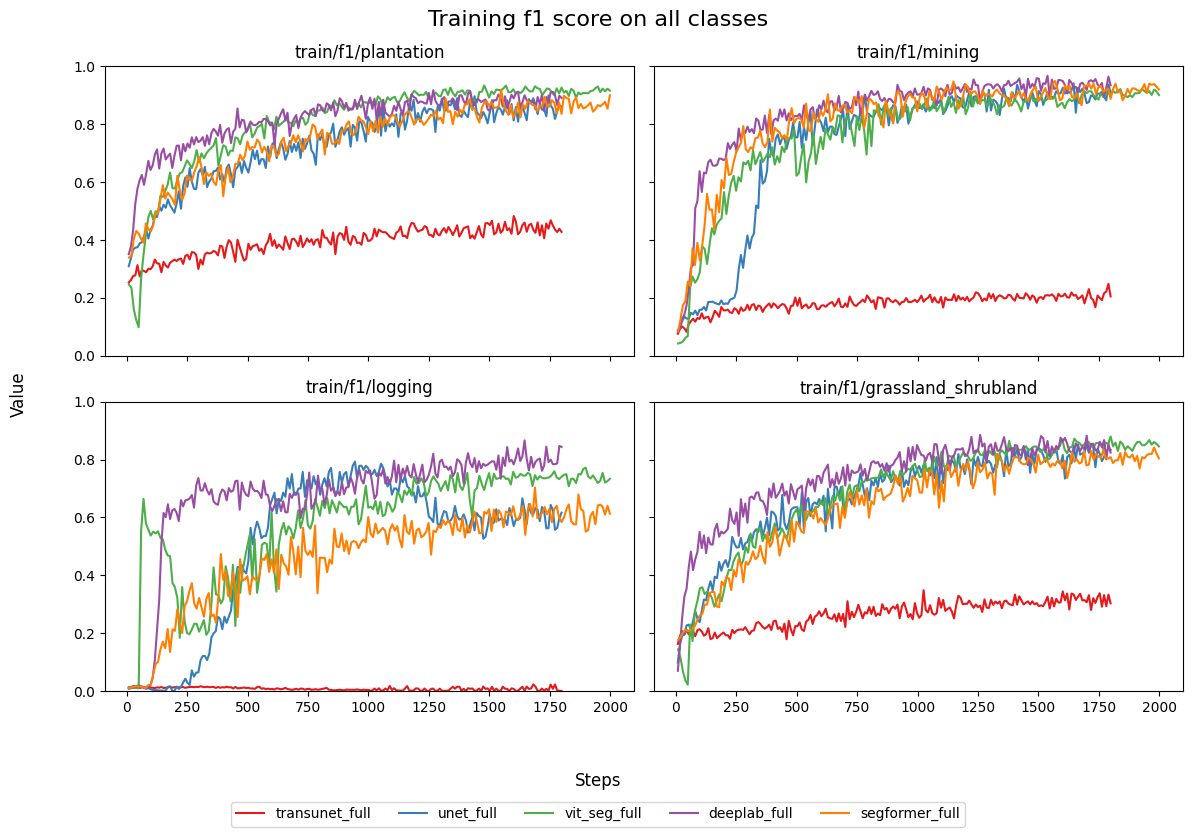 Training f1 score on all classes
train/f1/plantation
train/f1/mining
1.0
0.8
0.6
0.4
0.2
0.0
Value
train/f1/logging
train/f1/grassland_shrubland
1.0
0.8
0.6
0.4
0.2
0.0
0 250 500 750 1000 1250 1500 1750 2000
0 250 500 750 1000 1250 1500 1750 2000
Steps
transunet_full unet_full vit_seg_full deeplab_full segformer_full